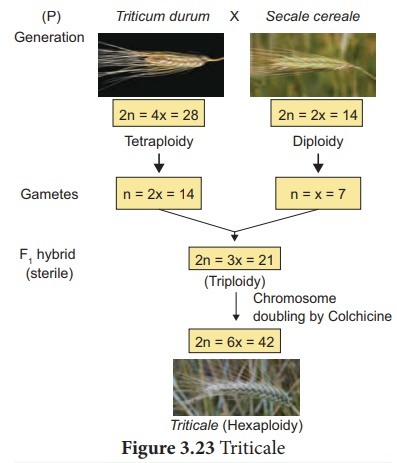 (P) Triticum durum X Secale cereale
Generation
2n = 4x = 28 2n = 2x = 14
Tetraploidy Diploidy
Gametes n = 2x = 14 n = x = 7
F1 hybrid
(sterile)
2n = 3x = 21
(Triploidy)
Chromosome
doubling by Colchicine
2n = 6x = 42
Triticale (Hexaploidy)
Figure 3.23 Triticale